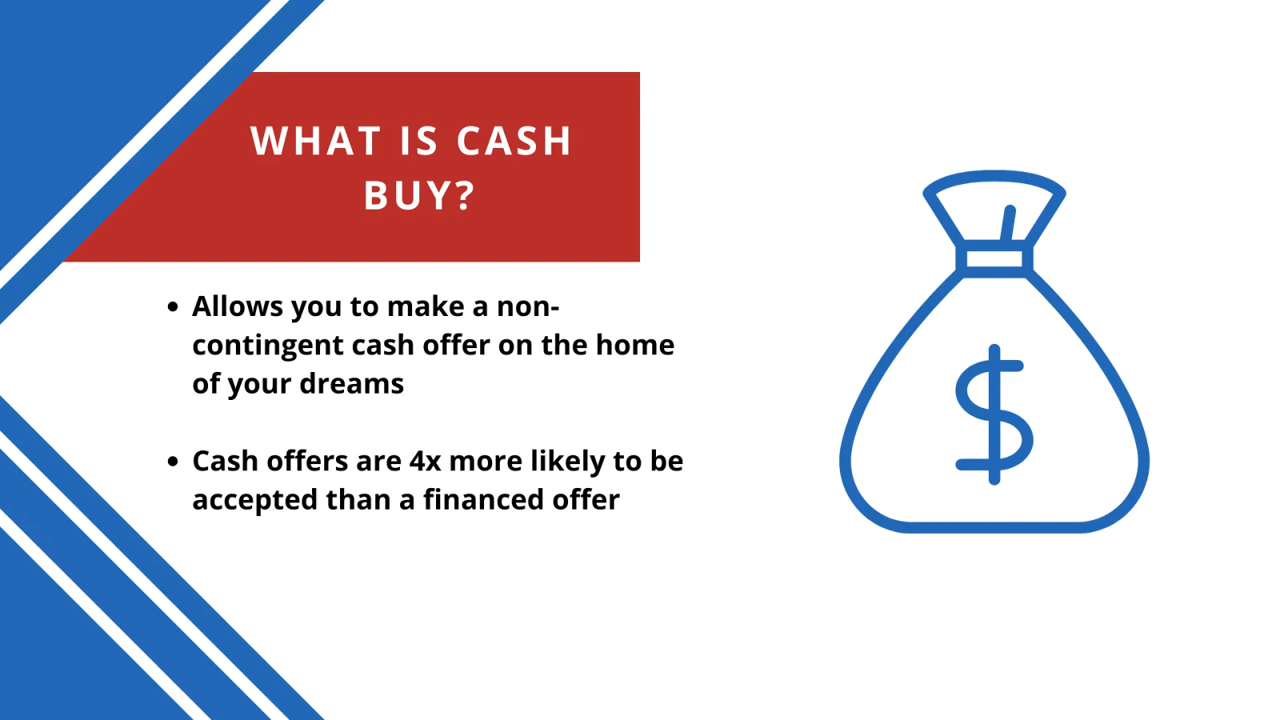 WHAT IS CASH
BUY?
• Allows you to make a non-
contingent cash offer on the home
of your dreams
• Cash offers are 4x more likely to be
accepted than a financed offer
$